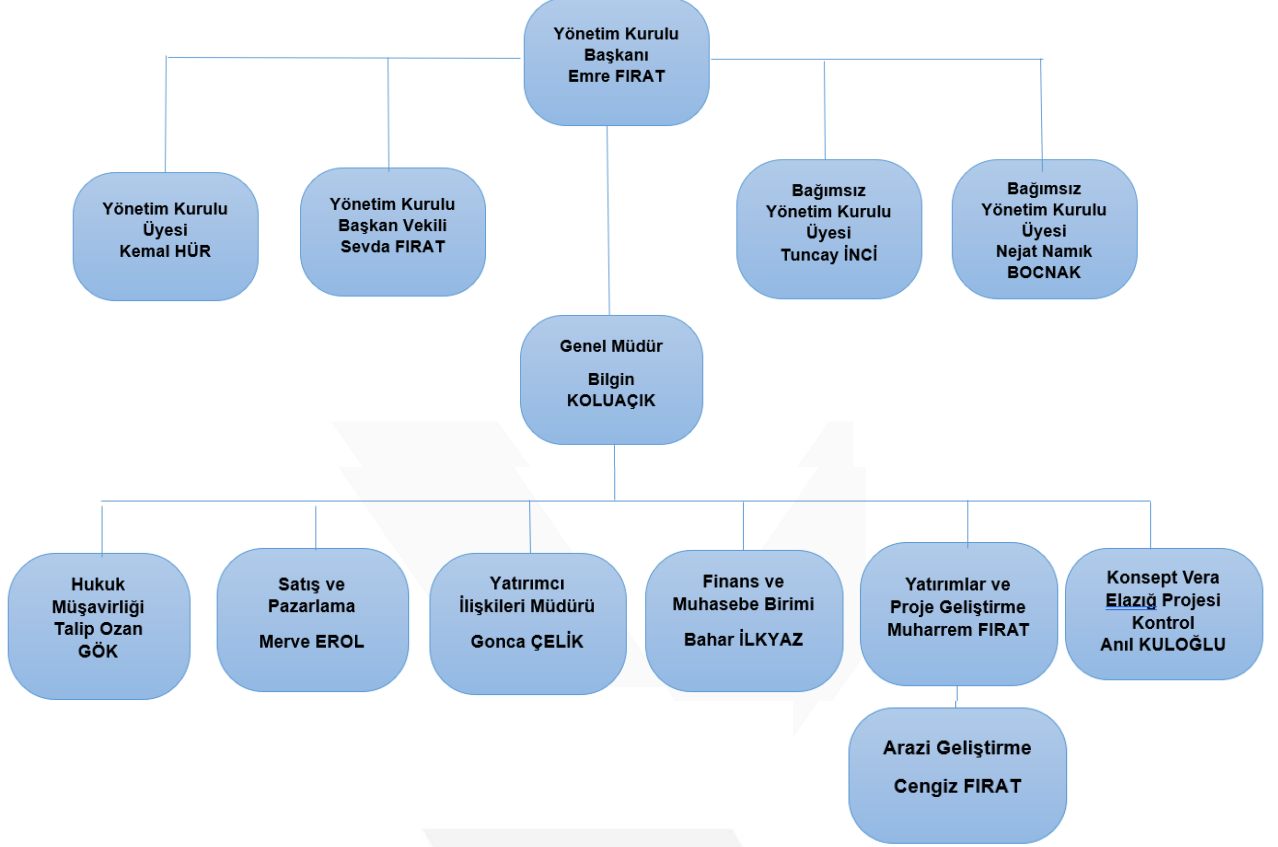 Yönetim Kurulu
Başkanı
Emre FIRAT
Yönetim Kurulu
Üyesi
Kemal HÜR
Yönetim Kurulu
Başkan Vekili
Sevda FIRAT
Bağımsız
Yönetim Kurulu
Üyesi
Tuncay İNCİ
Bağımsız
Yönetim Kurulu
Üyesi
Nejat Namık
BOCNAK
Genel Müdür
Bilgin
KOLUAÇIK
Hukuk
Müşavirliği
Talip Ozan
GÖK
Satış ve
Pazarlama
Merve EROL
Yatırımcı
İlişkileri Müdürü
Gonca ÇELİK
Finans ve
Muhasebe Birimi
Bahar İLKYAZ
Yatırımlar ve
Proje Geliştirme
Muharrem FIRAT
Konsept Vera
Elazığ Projesi
Kontrol
Anıl KULOĞLU
Arazi Geliştirme
Cengiz FIRAT